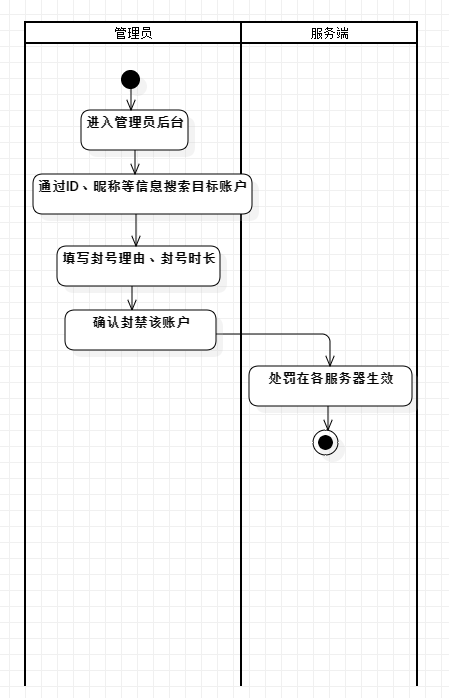 管理员
服务端
进入管理员后台
通过ID、昵称等信息搜索目标账户
填写封号理由、封号时长
确认封禁该账户
处罚在各服务器生效